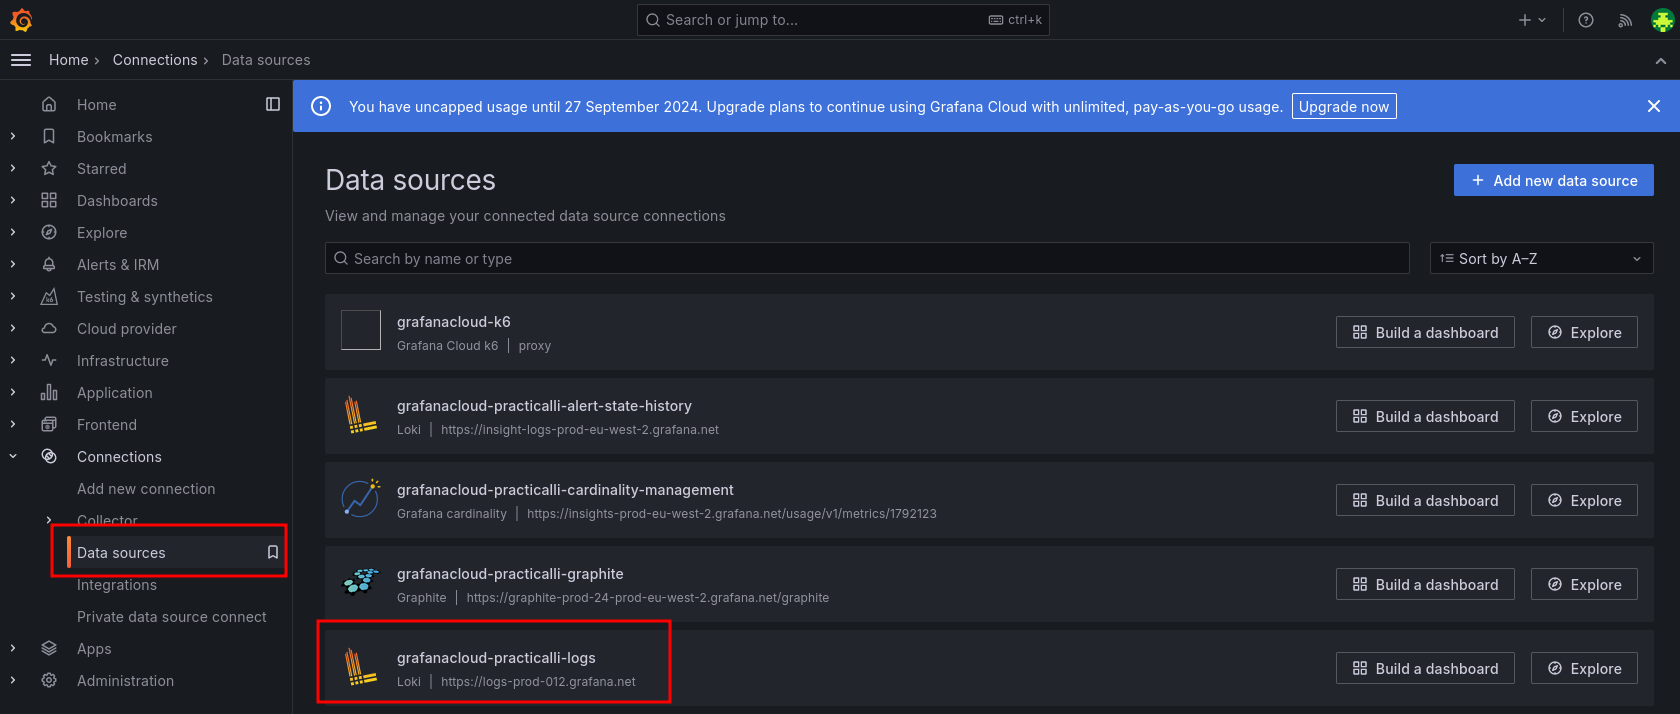 Search or jump to...
ctrl+k
Home › Connections › Data sources
Home
Bookmarks
Starred
Dashboards
Explore
Alerts & IRM
Testing & synthetics
Cloud provider
Infrastructure
Application
Frontend
Connections
Add new connection
Collector
Data sources
Integrations
Private data source connect
Apps
Administration
You have uncapped usage until 27 September 2024. Upgrade plans to continue using Grafana Cloud with unlimited, pay-as-you-go usage.
Upgrade now
Data sources
Add new data source
View and manage your connected data source connections
Search by name or type
Sort by A–Z
grafanacloud-k6
Grafana Cloud k6 | proxy
Build a dashboard
Explore
grafanacloud-practicalli-alert-state-history
Loki | https://insight-logs-prod-eu-west-2.grafana.net
Build a dashboard
Explore
grafanacloud-practicalli-cardinality-management
Grafana cardinality | https://insights-prod-eu-west-2.grafana.net/usage/v1/metrics/1792123
Build a dashboard
Explore
grafanacloud-practicalli-graphite
Graphite | https://graphite-prod-24-prod-eu-west-2.grafana.net/graphite
Build a dashboard
Explore
grafanacloud-practicalli-logs
Loki | https://logs-prod-012.grafana.net
Build a dashboard
Explore